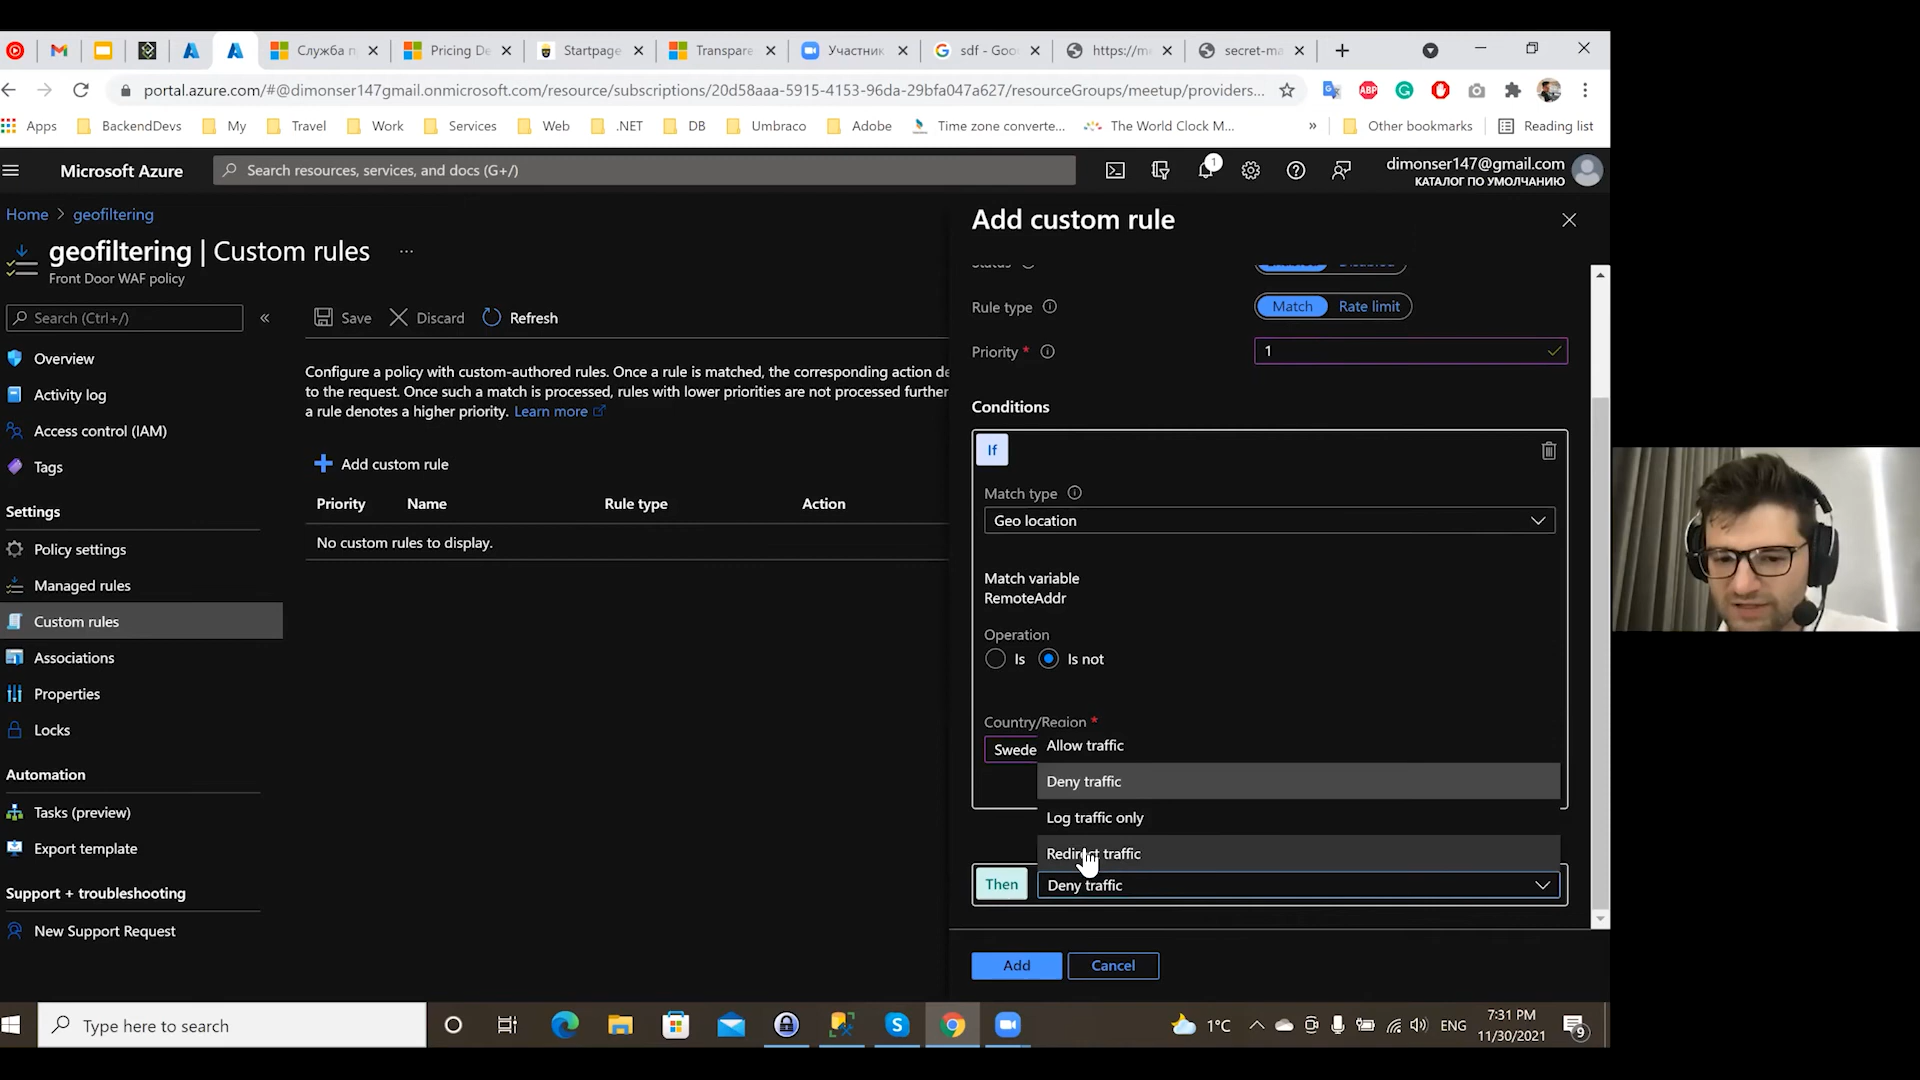 Служба п
Pricing De
Startpage
Transpare
Участник
sdf - Goo
https://m
secret-ma
portal.azure.com/#@dimonser147gmail.onmicrosoft.com/resource/subscriptions/20d58aaa-5915-4153-96da-29bfa047a627/resourceGroups/meetup/providers...
ABP
Apps
BackendDevs
My
Travel
Work
Services
Web
.NET
DB
Umbraco
Adobe
Time zone converte...
The World Clock M...
»
Other bookmarks
Reading list
Microsoft Azure
Search resources, services, and docs (G+/)
1
dimonser147@gmail.com
КАТАЛОГ ПО УМОЛЧАНИЮ
Home > geofiltering
geofiltering | Custom rules ...
Front Door WAF policy
Search (Ctrl+/)
«
Overview
Activity log
Access control (IAM)
Tags
Settings
Policy settings
Managed rules
Custom rules
Associations
Properties
Locks
Automation
Tasks (preview)
Export template
Support + troubleshooting
New Support Request
Save
Discard
Refresh
Configure a policy with custom-authored rules. Once a rule is matched, the corresponding action de
to the request. Once such a match is processed, rules with lower priorities are not processed further
a rule denotes a higher priority. Learn more
Add custom rule
Priority Name Rule type Action
No custom rules to display.
Add custom rule
Rule type
Match Rate limit
Priority *
1
Conditions
If
Match type
Geo location
Match variable
RemoteAddr
Operation
Is
Is not
Country/Region *
Swede
Allow traffic
Deny traffic
Log traffic only
Redirect traffic
Then
Deny traffic
Add
Cancel
Type here to search
1°C
ENG
7:31 PM
11/30/2021
9